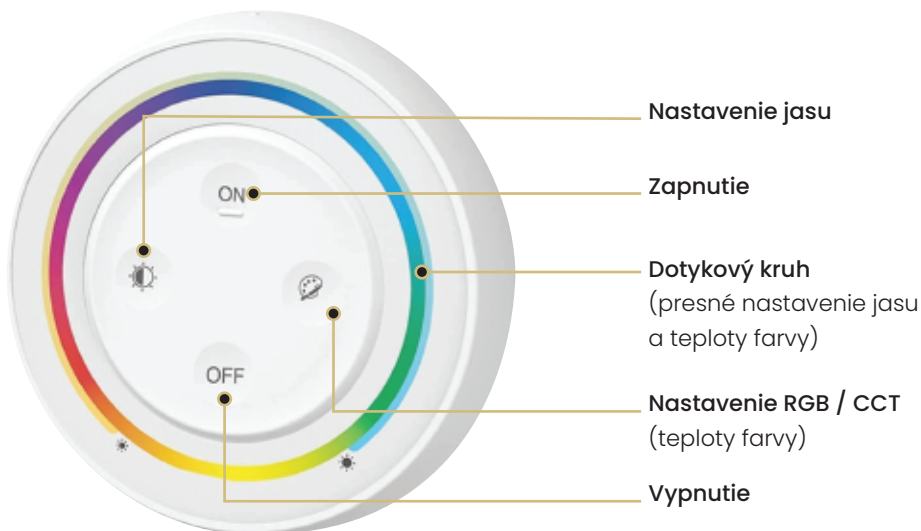 Nastavenie jasu
ON
Zapnutie
Dotykový kruh
(presné nastavenie jasu
a teploty farvy)
OFF
Nastavenie RGB / CCT
(teploty farvy)
Vypnutie